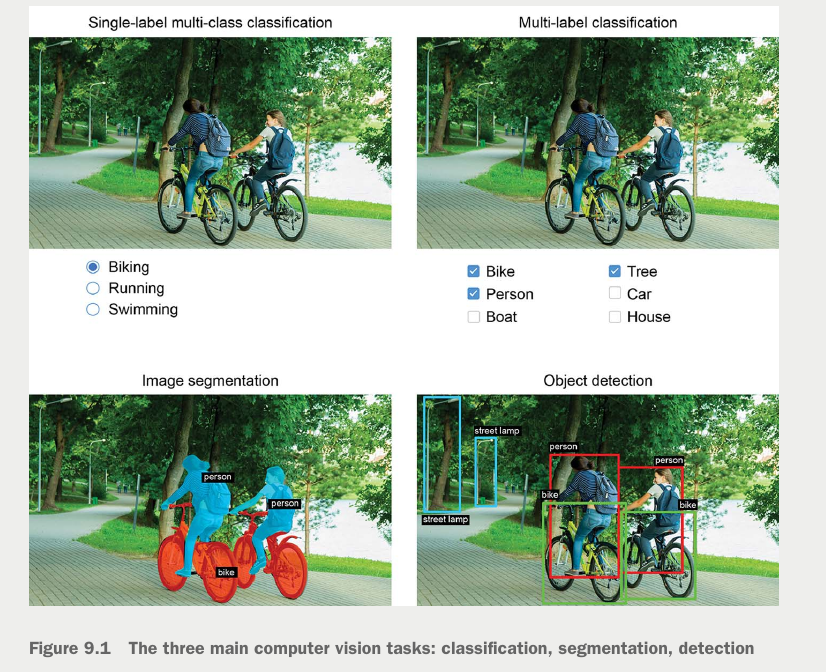 Single-label multi-class classification
Multi-label classification
Biking
Running
Swimming
Bike
Tree
Person
Car
Boat
House
Image segmentation
Object detection
person
person
bike
street lamp
person
person
bike
bike
street lamp
Figure 9.1 The three main computer vision tasks: classification, segmentation, detection